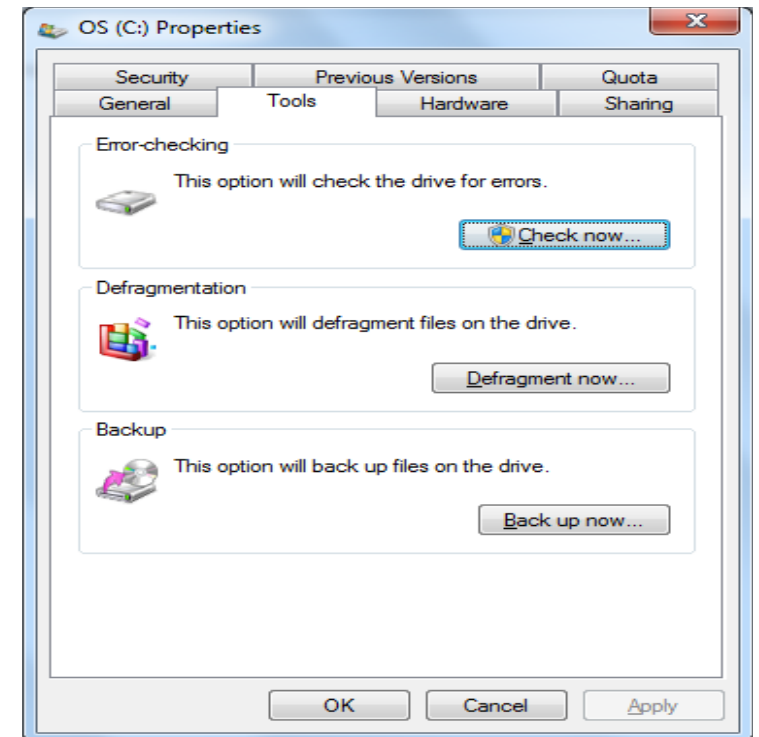 OS (C:) Properties
Security Previous Versions Quota
General Tools Hardware Sharing
Error-checking
This option will check the drive for errors.
Check now...
Defragmentation
This option will defragment files on the drive.
Defragment now...
Backup
This option will back up files on the drive.
Back up now...
OK Cancel Apply